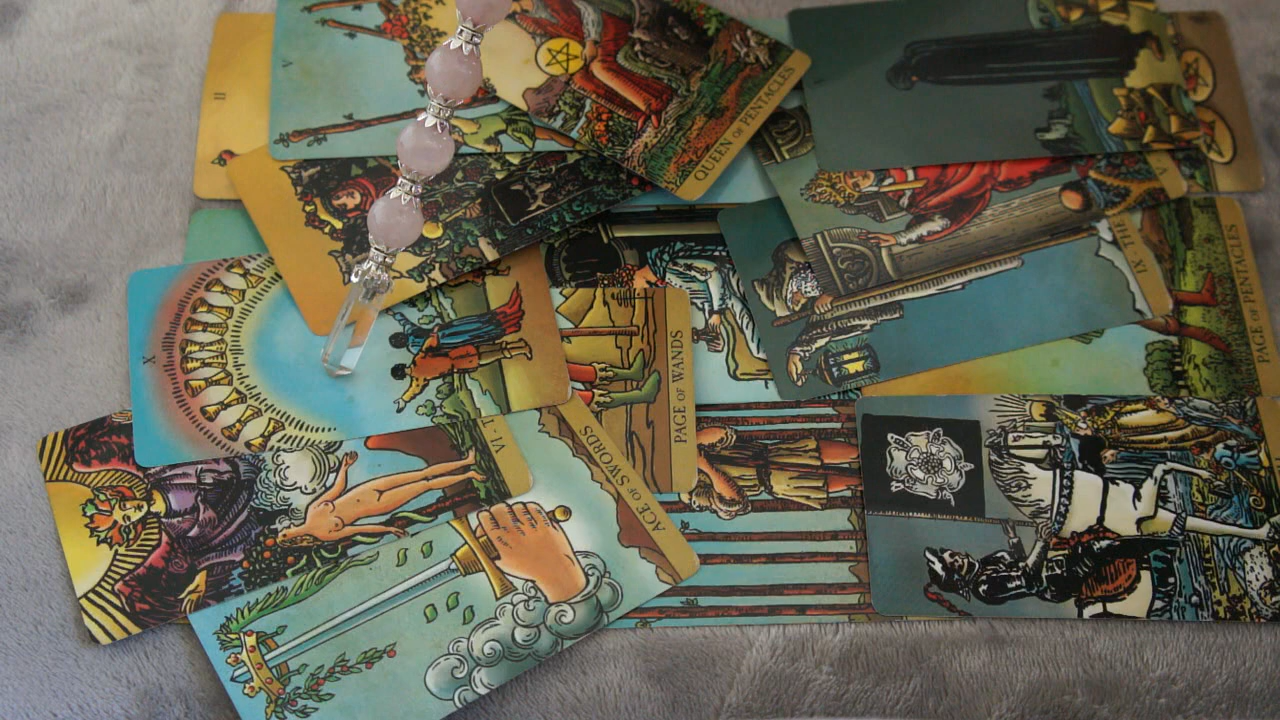 II
V
QUEEN OF PENTACLES
IX THE
PAGE OF PENTACLES
X
PAGE OF WANDS
VI. T
ACE OF SWORDS